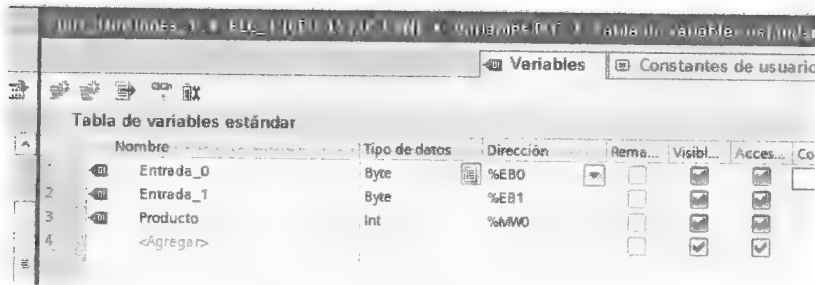 Variables Constantes de usuario
Tabla de variables estándar
Nombre Tipo de datos Dirección Rema... Visibl... Acces... Co
Entrada_0 Byte %EB0
2 Entrada_1 Byte %EB1
3 Producto Int %MW0
4 <Agregar>